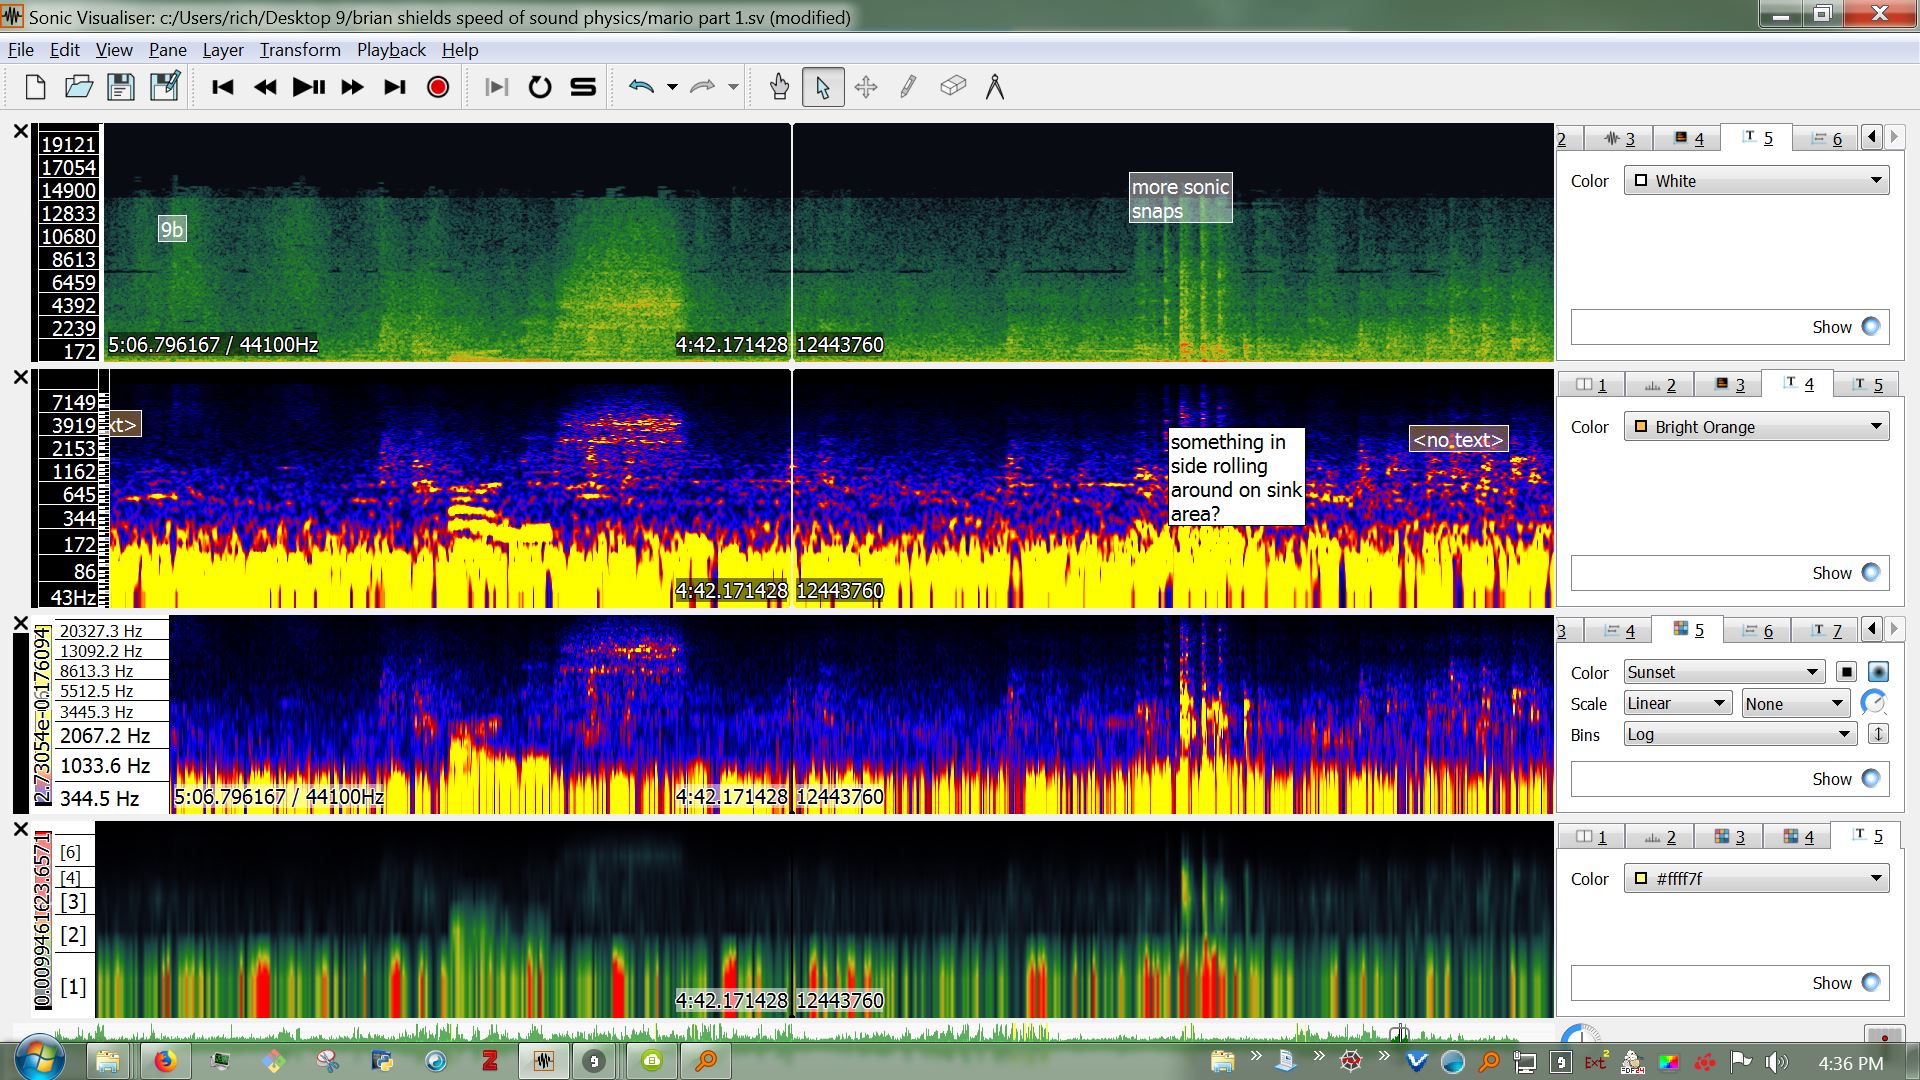 Sonic Visualiser: c:/Users/rich/Desktop 9/brian shields speed of sound physics/mario part 1.sv (modified)
File Edit View Pane Layer Transform Playback Help
19121
17054
14900
12833
10680
8613
6459
4392
2239
172
9b
more sonic
snaps
5:06.796167 / 44100Hz
4:42.171428 12443760
2 3 4 5 6
Color White
Show
7149
3919
2153
1162
645
344
172
86
43Hz
xt>
something in
side rolling
around on sink
area?
<no text>
4:42.171428 12443760
1 2 3 4 5
Color Bright Orange
Show
20327.3 Hz
13092.2 Hz
8613.3 Hz
5512.5 Hz
3445.3 Hz
2067.2 Hz
1033.6 Hz
344.5 Hz
5:06.796167 / 44100Hz
4:42.171428 12443760
3 4 5 6 7
Color Sunset
Scale Linear None
Bins Log
Show
[6]
[4]
[3]
[2]
[1]
4:42.171428 12443760
1 2 3 4 5
Color #ffff7f
Show
4:36 PM